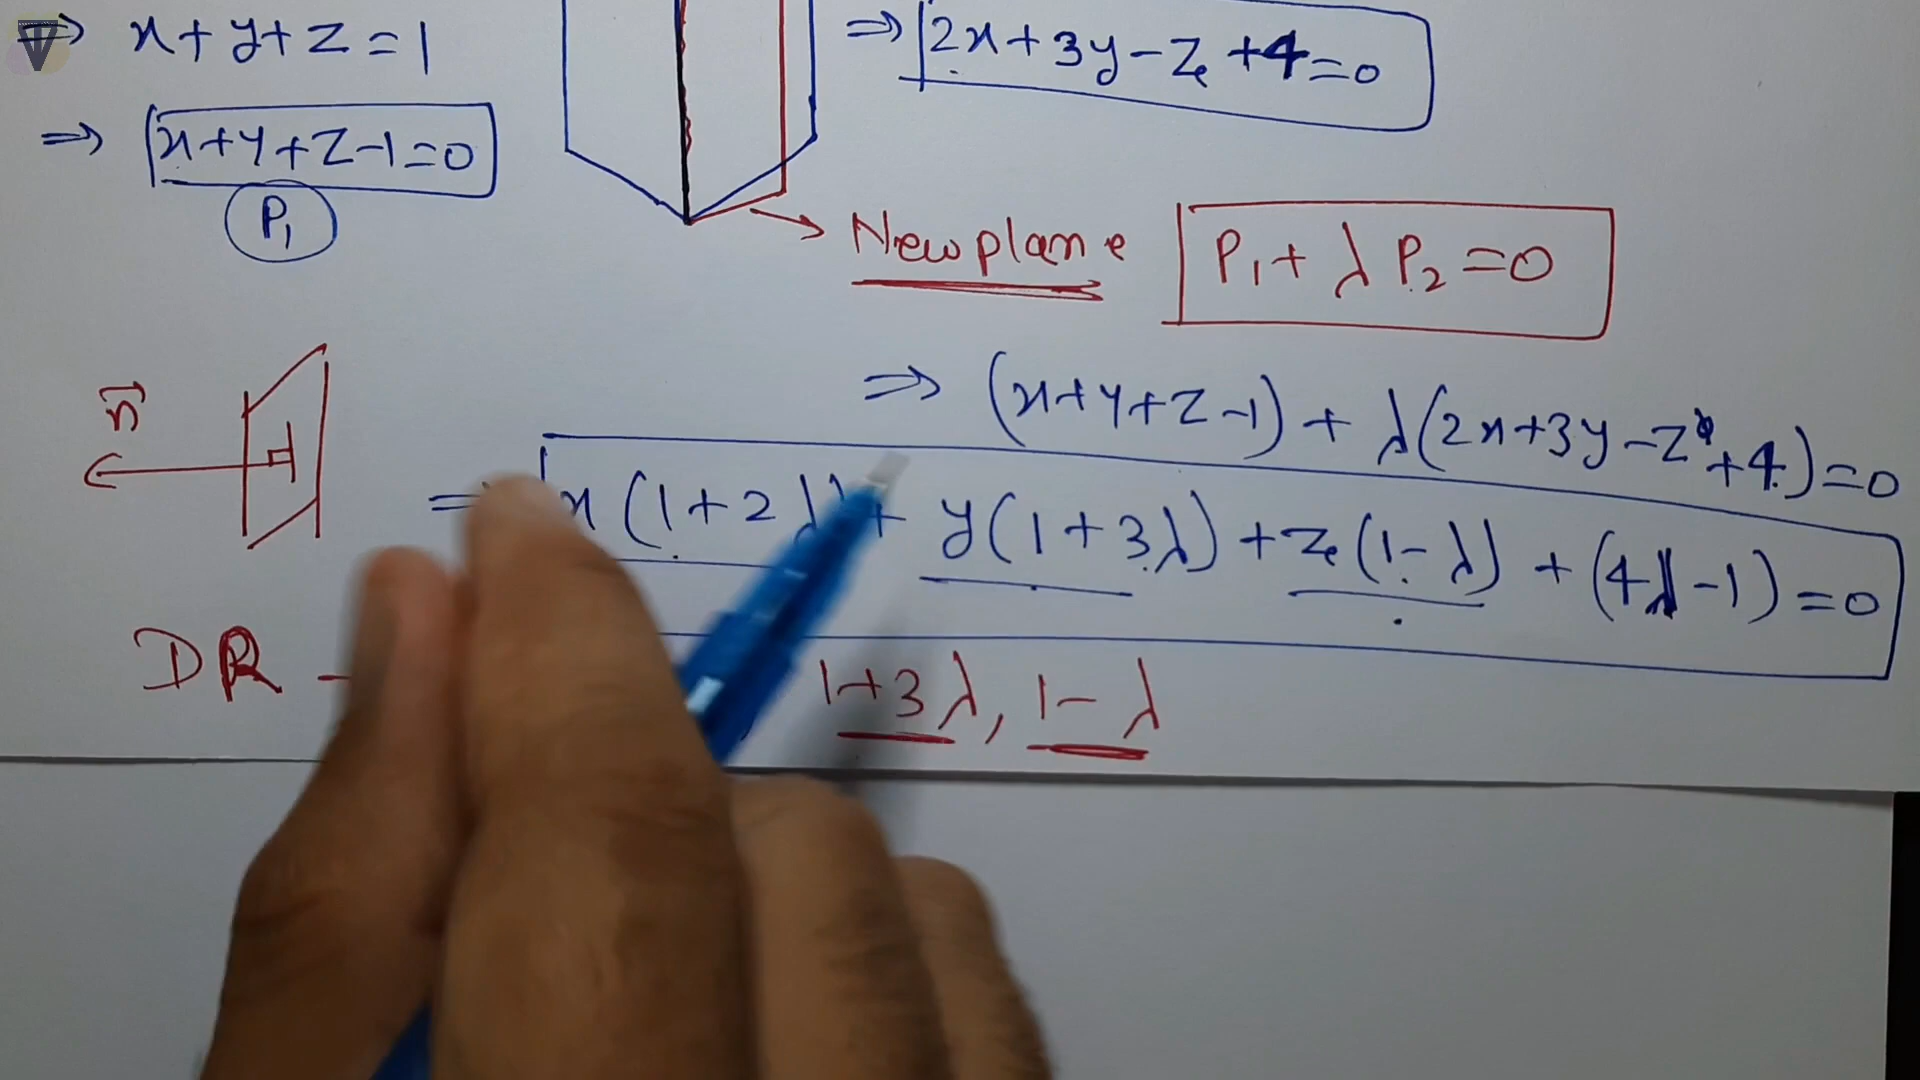 ⇒ x+y+z=1
⇒ 2x+3y-z+4=0
⇒ x+y+z-1=0
P₁
New plane P₁+λP₂=0
n⃗
⇒ (x+y+z-1)+λ(2x+3y-z+4)=0
⇒ x(1+2λ)+y(1+3λ)+z(1-λ)+(4λ-1)=0
DR - 1+3λ, 1-λ